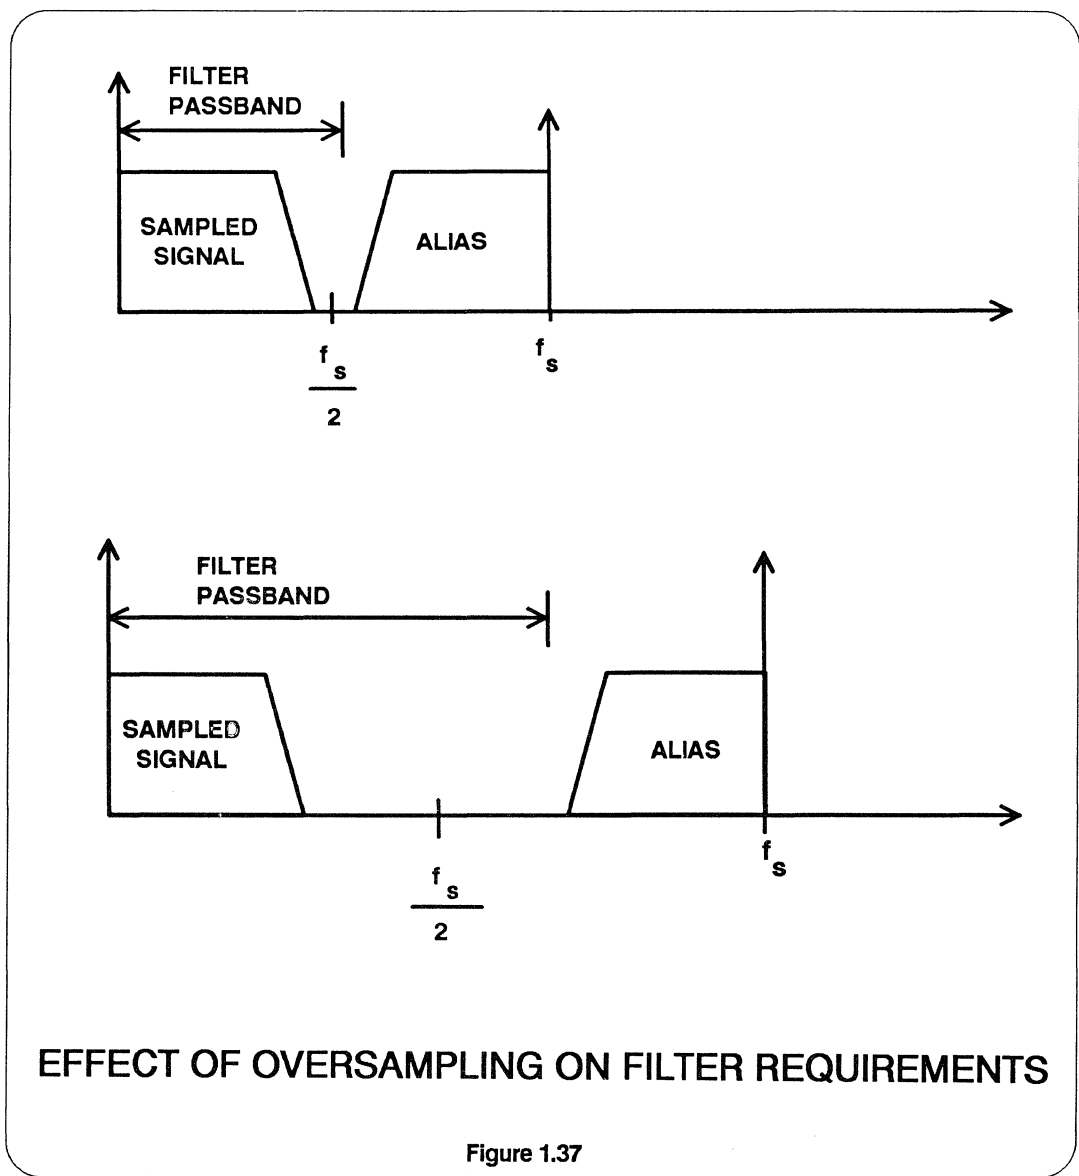 FILTER
PASSBAND
SAMPLED
SIGNAL
ALIAS
f s
2
f s
FILTER
PASSBAND
SAMPLED
SIGNAL
ALIAS
f s
f s
2
EFFECT OF OVERSAMPLING ON FILTER REQUIREMENTS
Figure 1.37